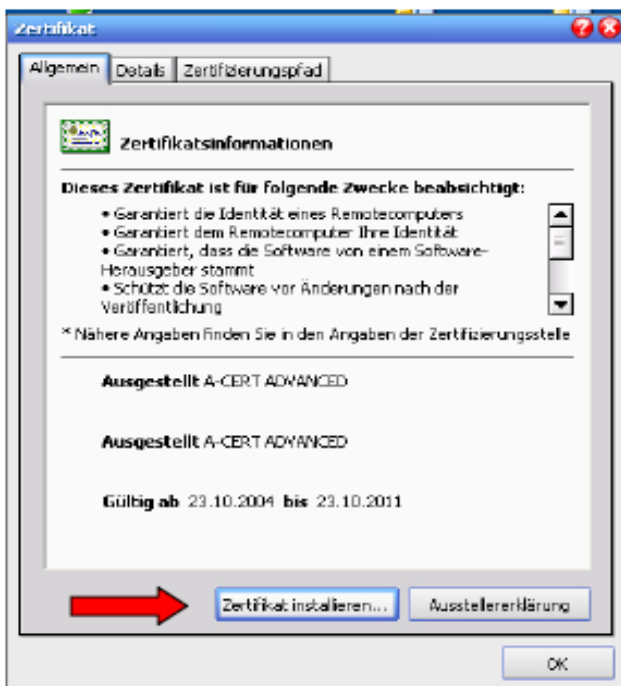 Zertifikat
Allgemein Details Zertifizierungspfad
Zertifikatsinformationen
Dieses Zertifikat ist für folgende Zwecke beabsichtigt:
• Garantiert die Identität eines Remotecomputers
• Garantiert dem Remotecomputer Ihre Identität
• Garantiert, dass die Software von einem Software-
Herausgeber stammt
• Schützt die Software vor Änderungen nach der
Veröffentlichung
* Nähere Angaben finden Sie in den Angaben der Zertifizierungsstelle
Ausgestellt A-CERT ADVANCED
Ausgestellt A-CERT ADVANCED
Gültig ab 23.10.2004 bis 23.10.2011
Zertifikat installieren... Ausstellererklärung
OK